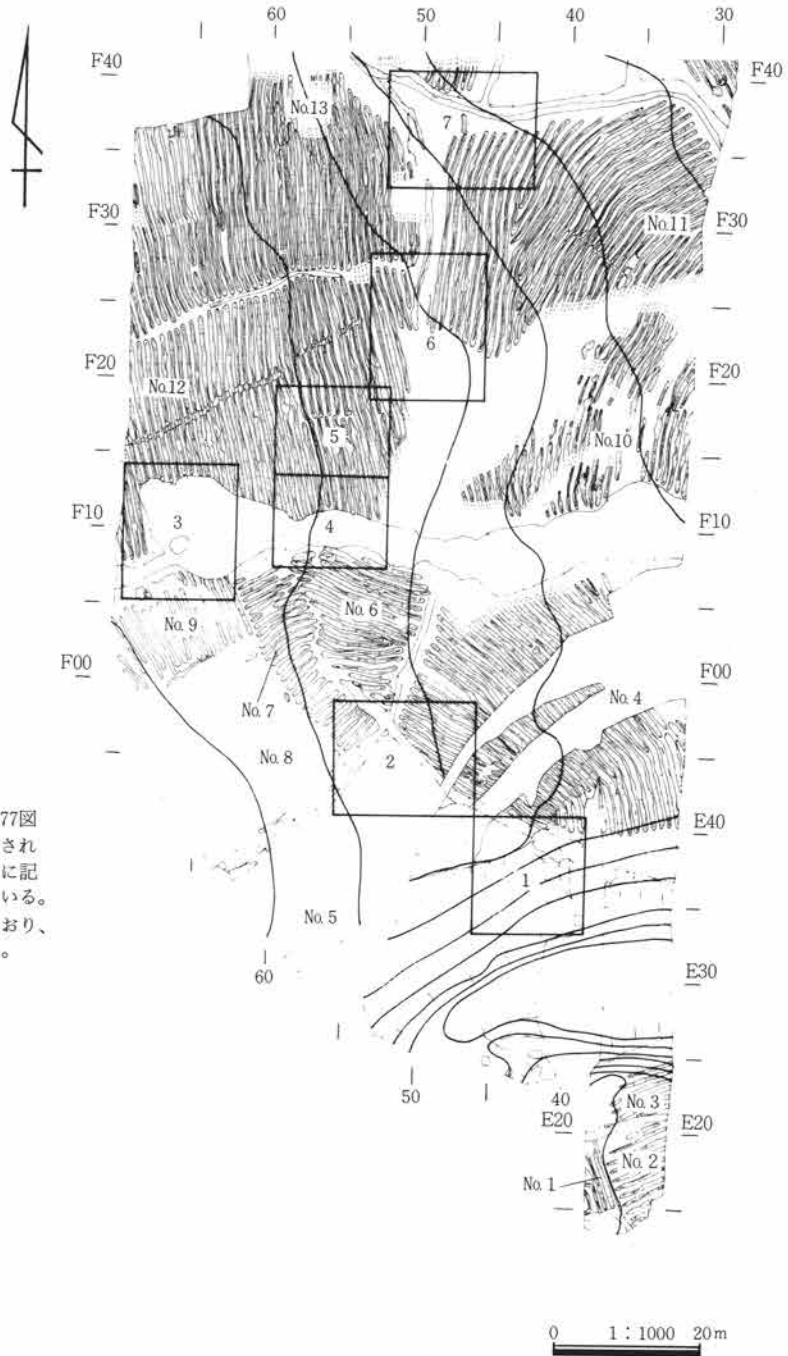 60 50 40 30
F40 F40
No.13
7
F30 F30
No.11
6
F20 F20
No.12
No.10
5
F10 F10
3 4
No.6
No.9
F00 F00
No.7 No.4
No.8 2
77図
され
に記
いる。
おり、
。
E40
1
No.5
60
E30
50
40
E20 No.3 E20
No.2
No.1
0 1：1000 20m